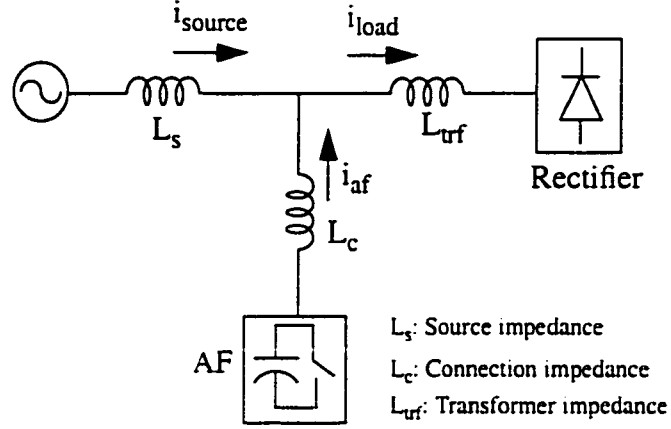 i_source
i_load
L_s
L_trf
Rectifier
i_af
L_c
AF
L_s: Source impedance
L_c: Connection impedance
L_trf: Transformer impedance